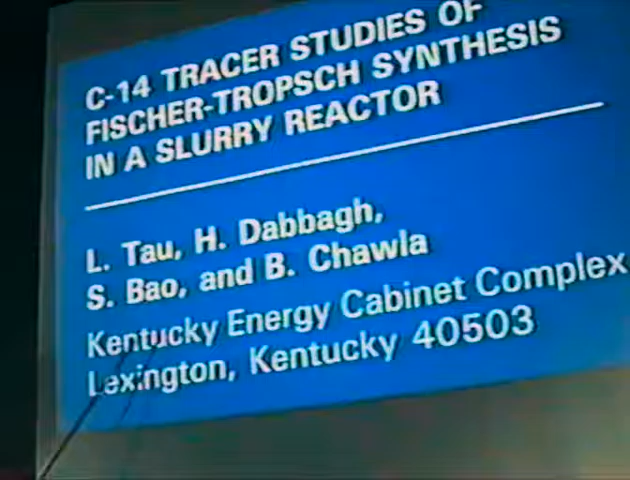 C-14 TRACER STUDIES OF
FISCHER-TROPSCH SYNTHESIS
IN A SLURRY REACTOR
L. Tau, H. Dabbagh,
S. Bao, and B. Chawla
Kentucky Energy Cabinet Complex
Lexington, Kentucky 40503